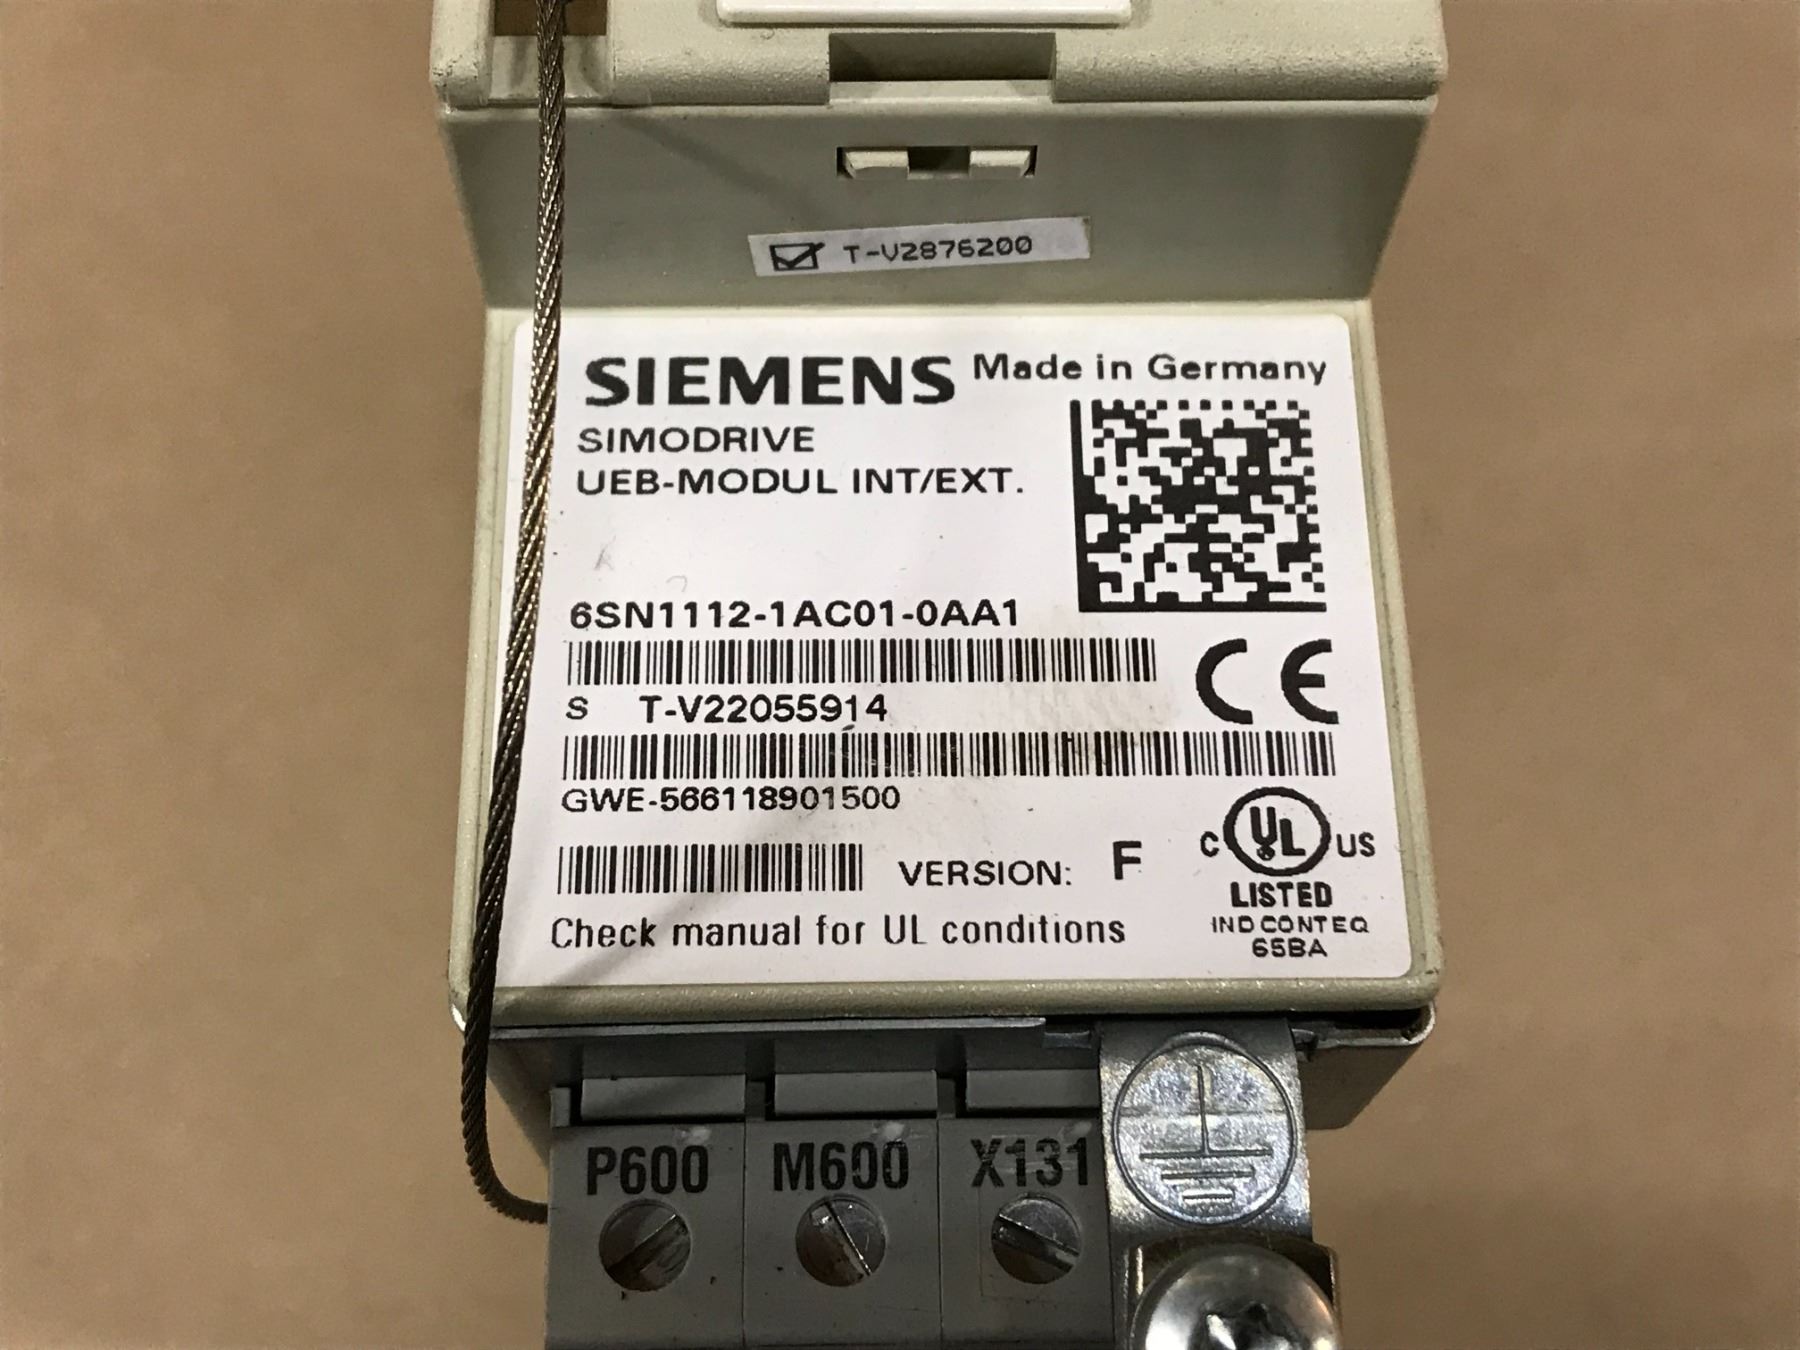 T-V2876200
SIEMENS Made in Germany
SIMODRIVE
UEB-MODUL INT/EXT.
6SN1112-1AC01-0AA1
CE
S T-V22055914
GWE-566118901500
C UL US
VERSION: F
LISTED
Check manual for UL conditions
IND CONT EQ
65BA
P600 M600 X131